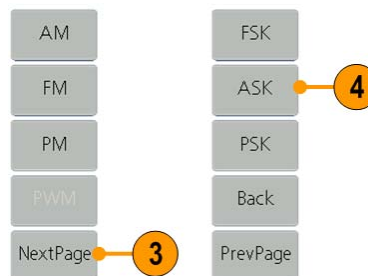 AM
FM
PM
PWM
NextPage
3
FSK
ASK
4
PSK
Back
PrevPage